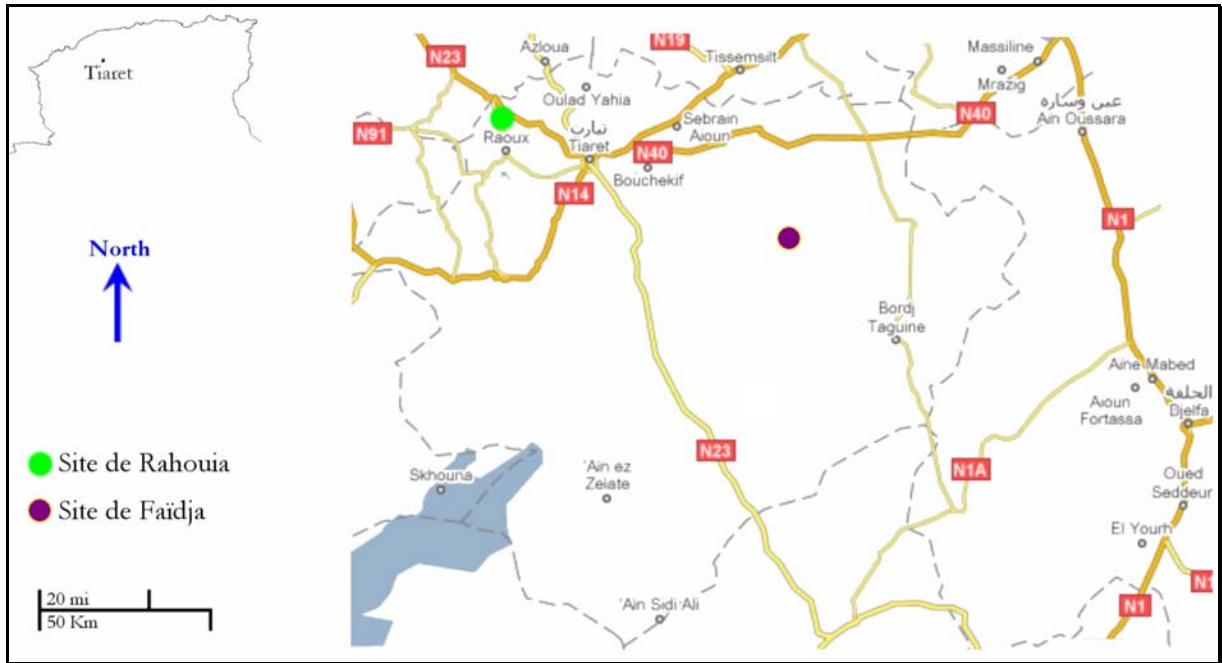 Tiaret
North
Site de Rahouia
Site de Faïdja
20 mi
50 Km
N19
Azloua
Tissemsilt
Massiline
N23
Mrazig
Oulad Yahia
عين وساره
Ain Oussara
N40
Sebrain
Aioun
N91
Raoux
تيارت
Tiaret
N40
Bouchekif
N14
N1
Bordj
Taguine
Aine Mabed
Aioun
Fortassa
الجلفة
Djelfa
N23
N1A
Skhouna
'Ain ez
Zeiate
Oued
Seddeur
El Yourh
N1
N1
'Ain Sidi 'Ali